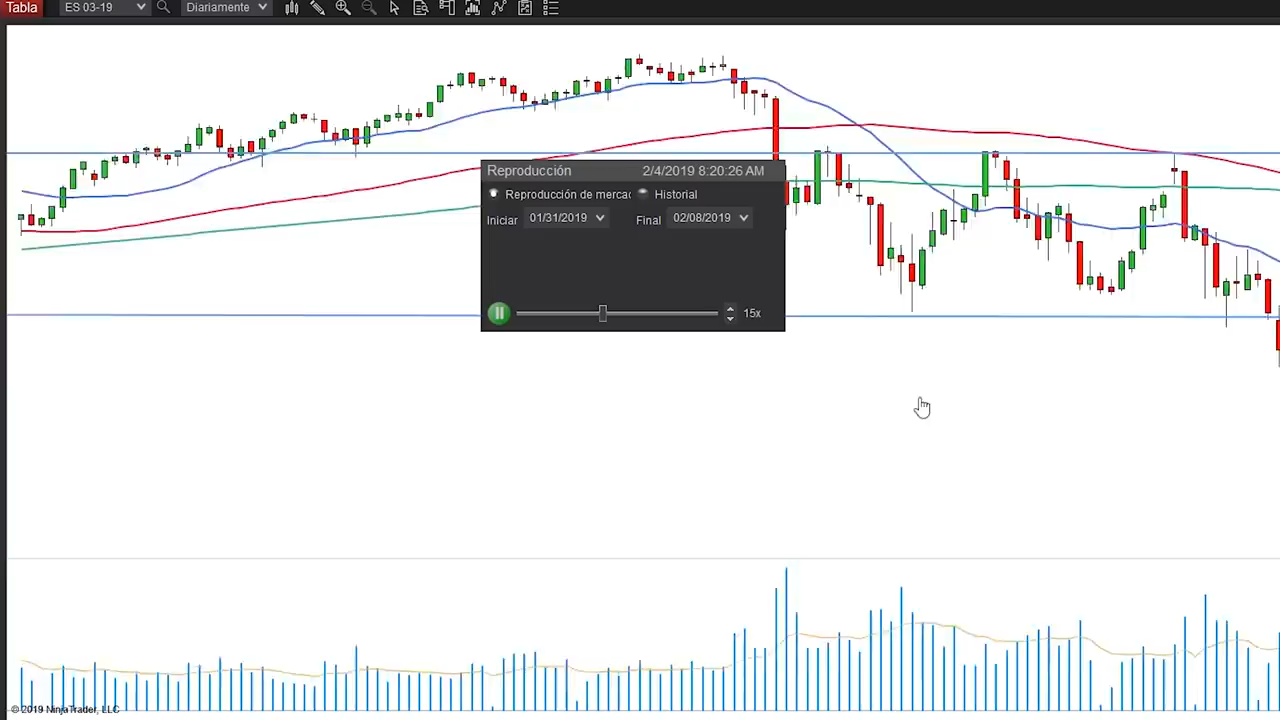 Tabla ES 03-19 Diariamente
Reproducción 2/4/2019 8:20:26 AM
Reproducción de mercac Historial
Iniciar 01/31/2019 Final 02/08/2019
15x
© 2019 NinjaTrader, LLC